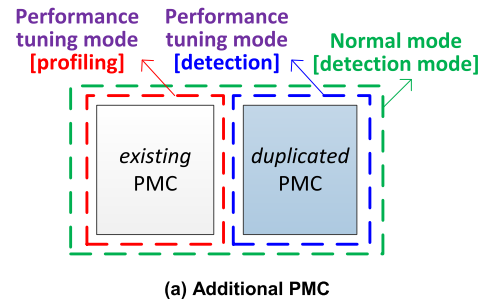 Performance
tuning mode
[profiling]
Performance
tuning mode
[detection]
Normal mode
[detection mode]
existing
PMC
duplicated
PMC
(a) Additional PMC